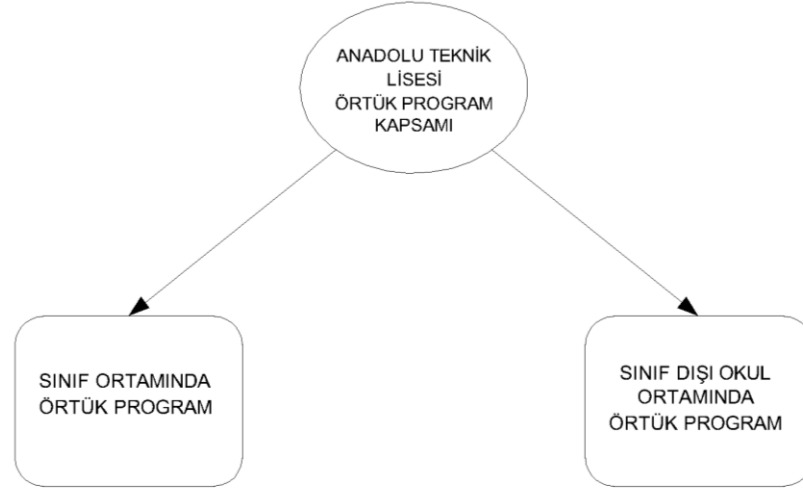 ANADOLU TEKNİK
LİSESİ
ÖRTÜK PROGRAM
KAPSAMI
SINIF ORTAMINDA
ÖRTÜK PROGRAM
SINIF DIŞI OKUL
ORTAMINDA
ÖRTÜK PROGRAM